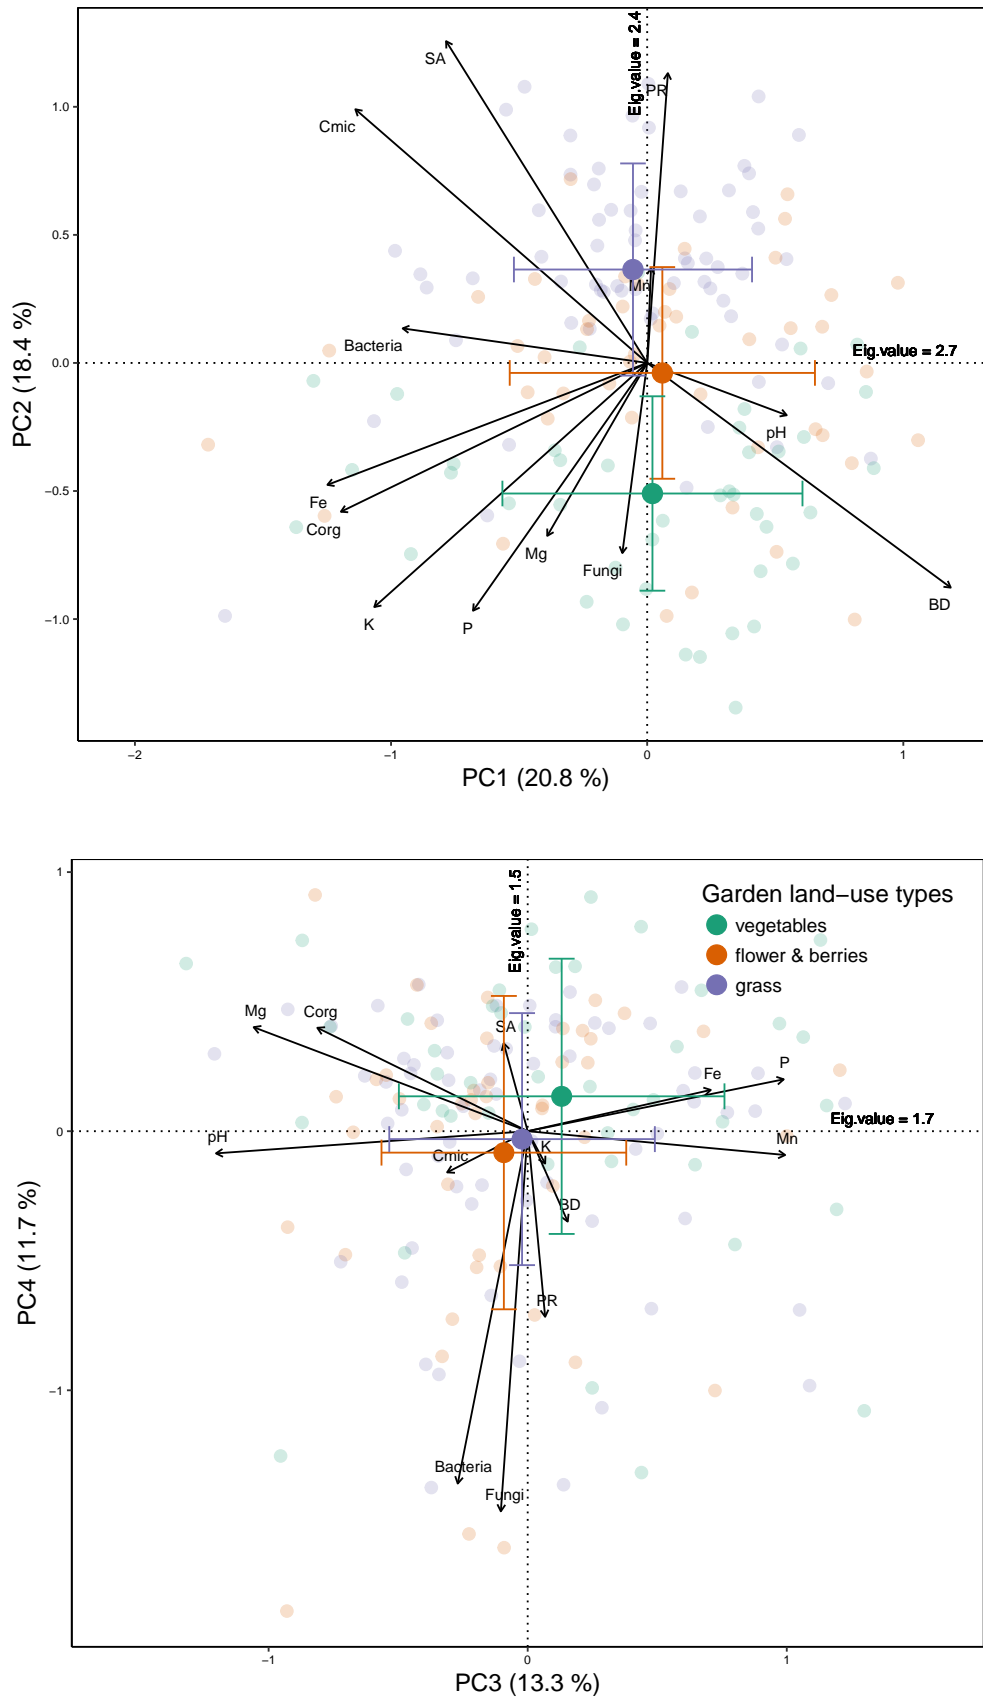 Eig.value = 2.4
SA
PR
1.0
Cmic
0.5
Mn
PC2 (18.4 %)
Bacteria
Eig.value = 2.7
0.0
pH
−0.5
Fe
Corg
Mg
Fungi
BD
−1.0
K
P
−2
−1
0
1
PC1 (20.8 %)
1
Eig.value = 1.5
Garden land−use types
vegetables
flower & berries
grass
Mg
Corg
SA
Fe
P
Eig.value = 1.7
0
pH
Cmic
K
Mn
BD
PC4 (11.7 %)
PR
−1
Bacteria
Fungi
−1
0
1
PC3 (13.3 %)